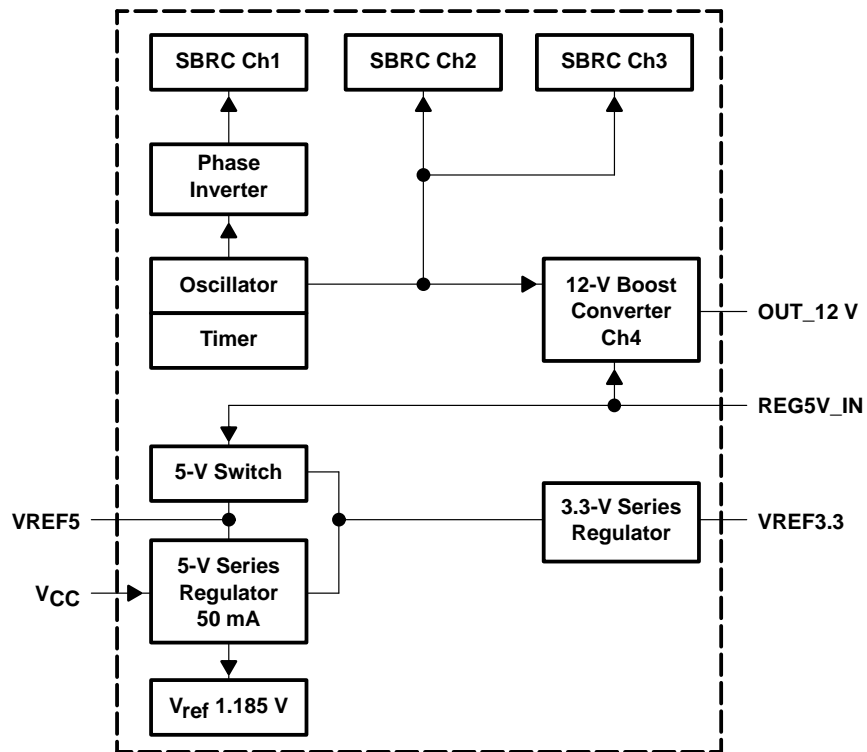 SBRC Ch1
SBRC Ch2
SBRC Ch3
Phase
Inverter
Oscillator
Timer
12-V Boost
Converter
Ch4
OUT_12 V
REG5V_IN
5-V Switch
VREF5
3.3-V Series
Regulator
VREF3.3
5-V Series
Regulator
50 mA
VCC
Vref 1.185 V